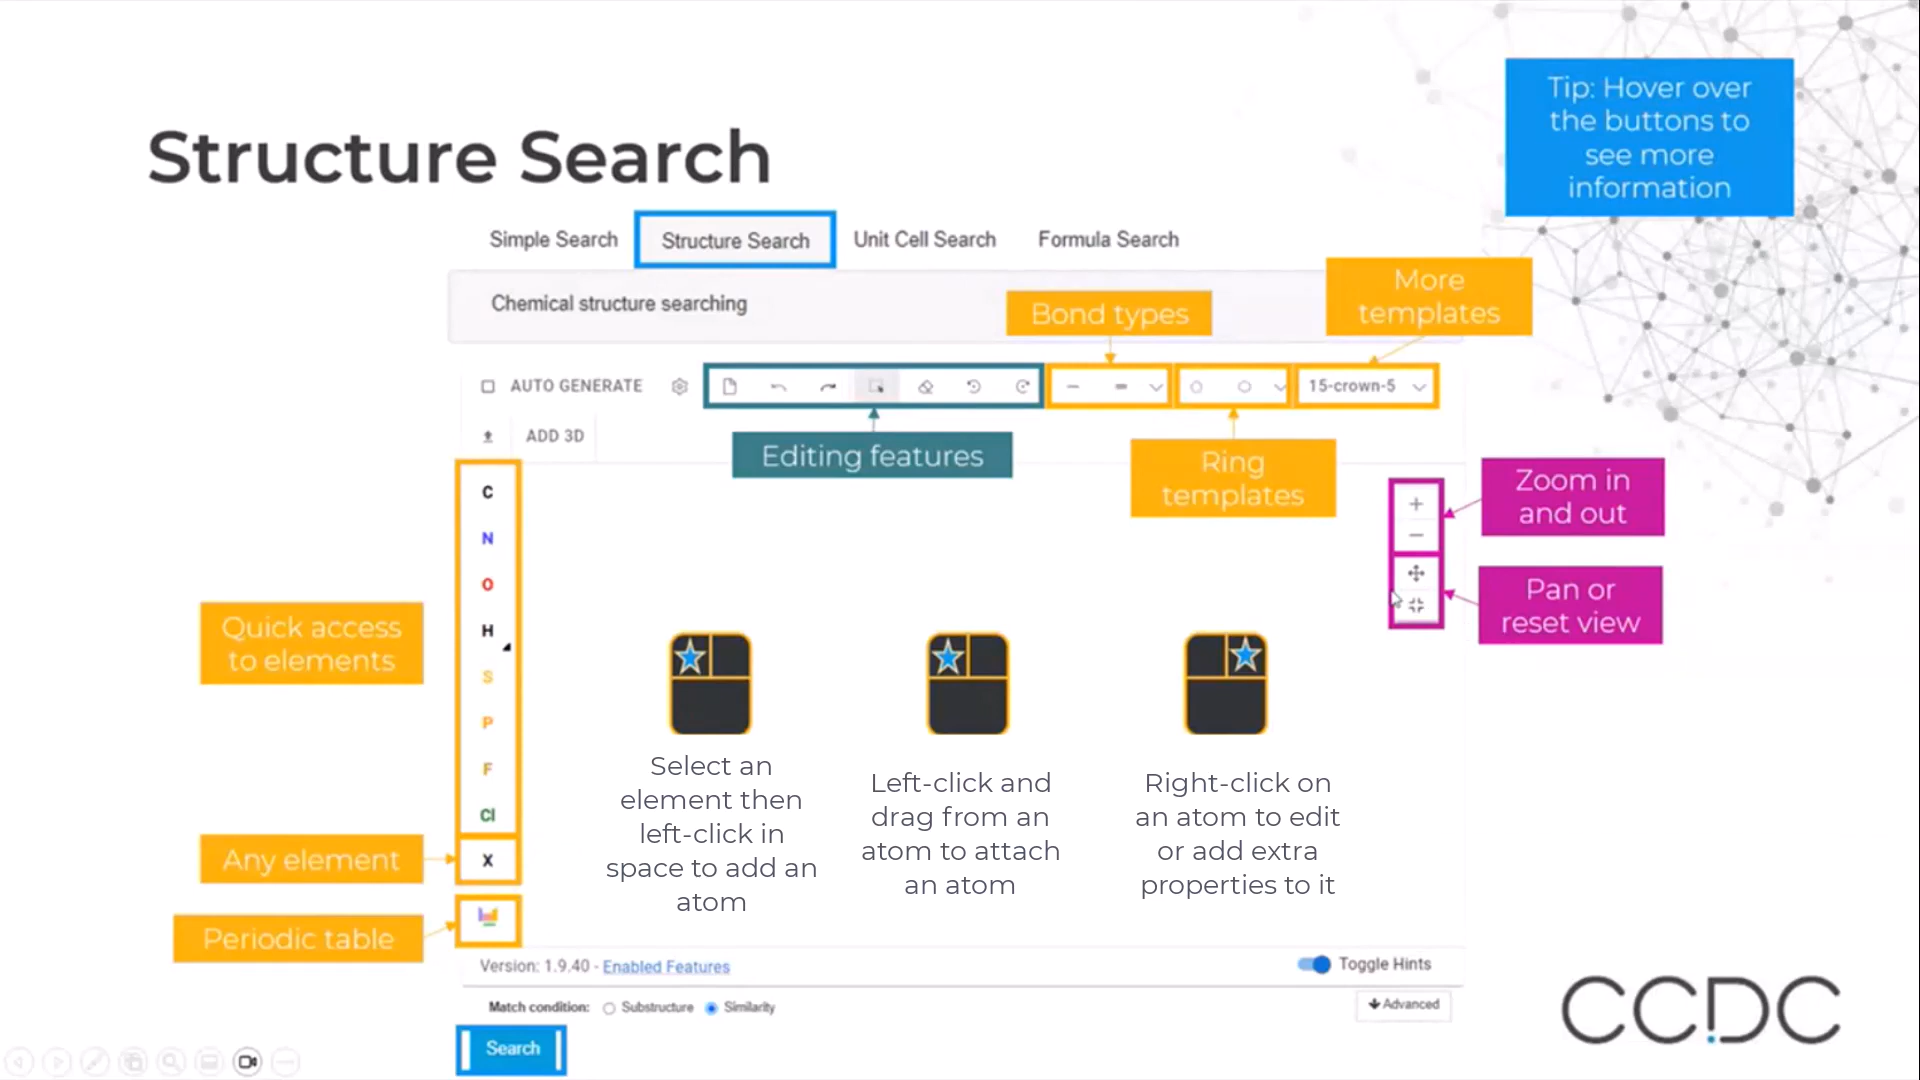 Tip: Hover over
the buttons to
see more
information
Structure Search
Simple Search
Structure Search
Unit Cell Search
Formula Search
Chemical structure searching
Bond types
More
templates
AUTO GENERATE
15-crown-5
ADD 3D
Editing features
Ring
templates
Zoom in
and out
Pan or
reset view
C
N
O
H
S
P
F
Cl
X
Quick access
to elements
Any element
Periodic table
Select an
element then
left-click in
space to add an
atom
Left-click and
drag from an
atom to attach
an atom
Right-click on
an atom to edit
or add extra
properties to it
Version: 1.9.40 - Enabled Features
Toggle Hints
Match condition: Substructure Similarity
Advanced
Search
CCDC